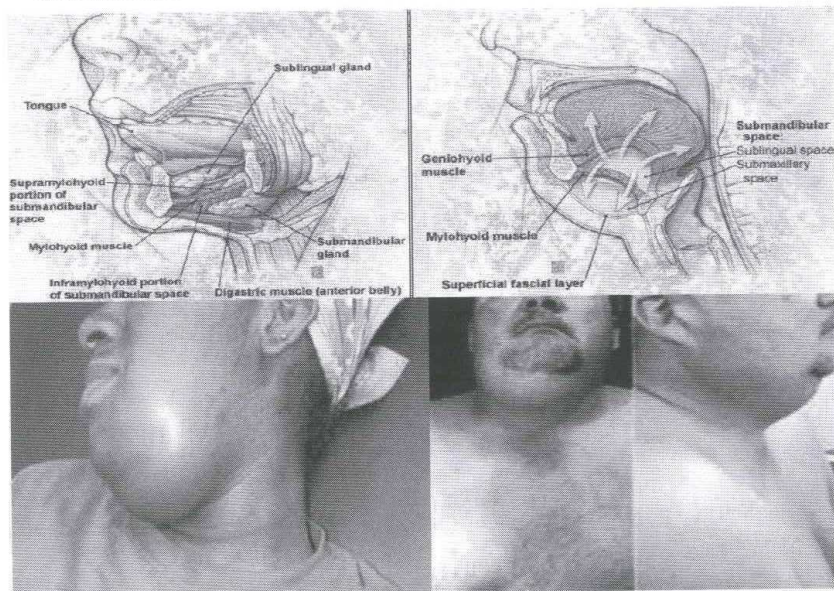 Sublingual gland
Tongue
Supramylohyoid
portion of
submandibular
space
Mylohyoid muscle
Submandibular
gland
Inframylohyoid portion
of submandibular space
Digastric muscle (anterior belly)
Geniohyoid
muscle
Submandibular
space:
Sublingual space
Submaxillary
space
Mylohyoid muscle
Superficial fascial layer